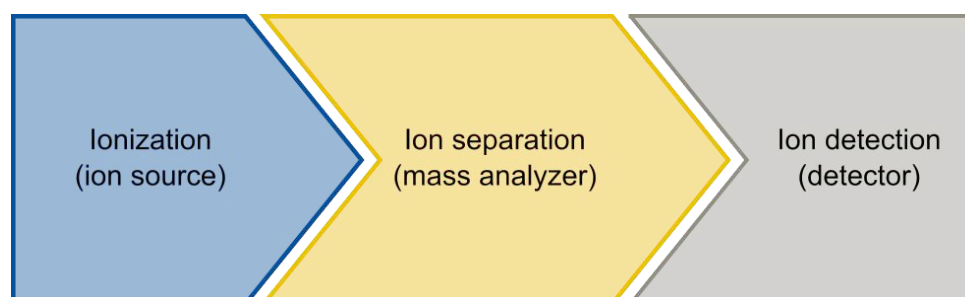 Ionization
(ion source)
Ion separation
(mass analyzer)
Ion detection
(detector)